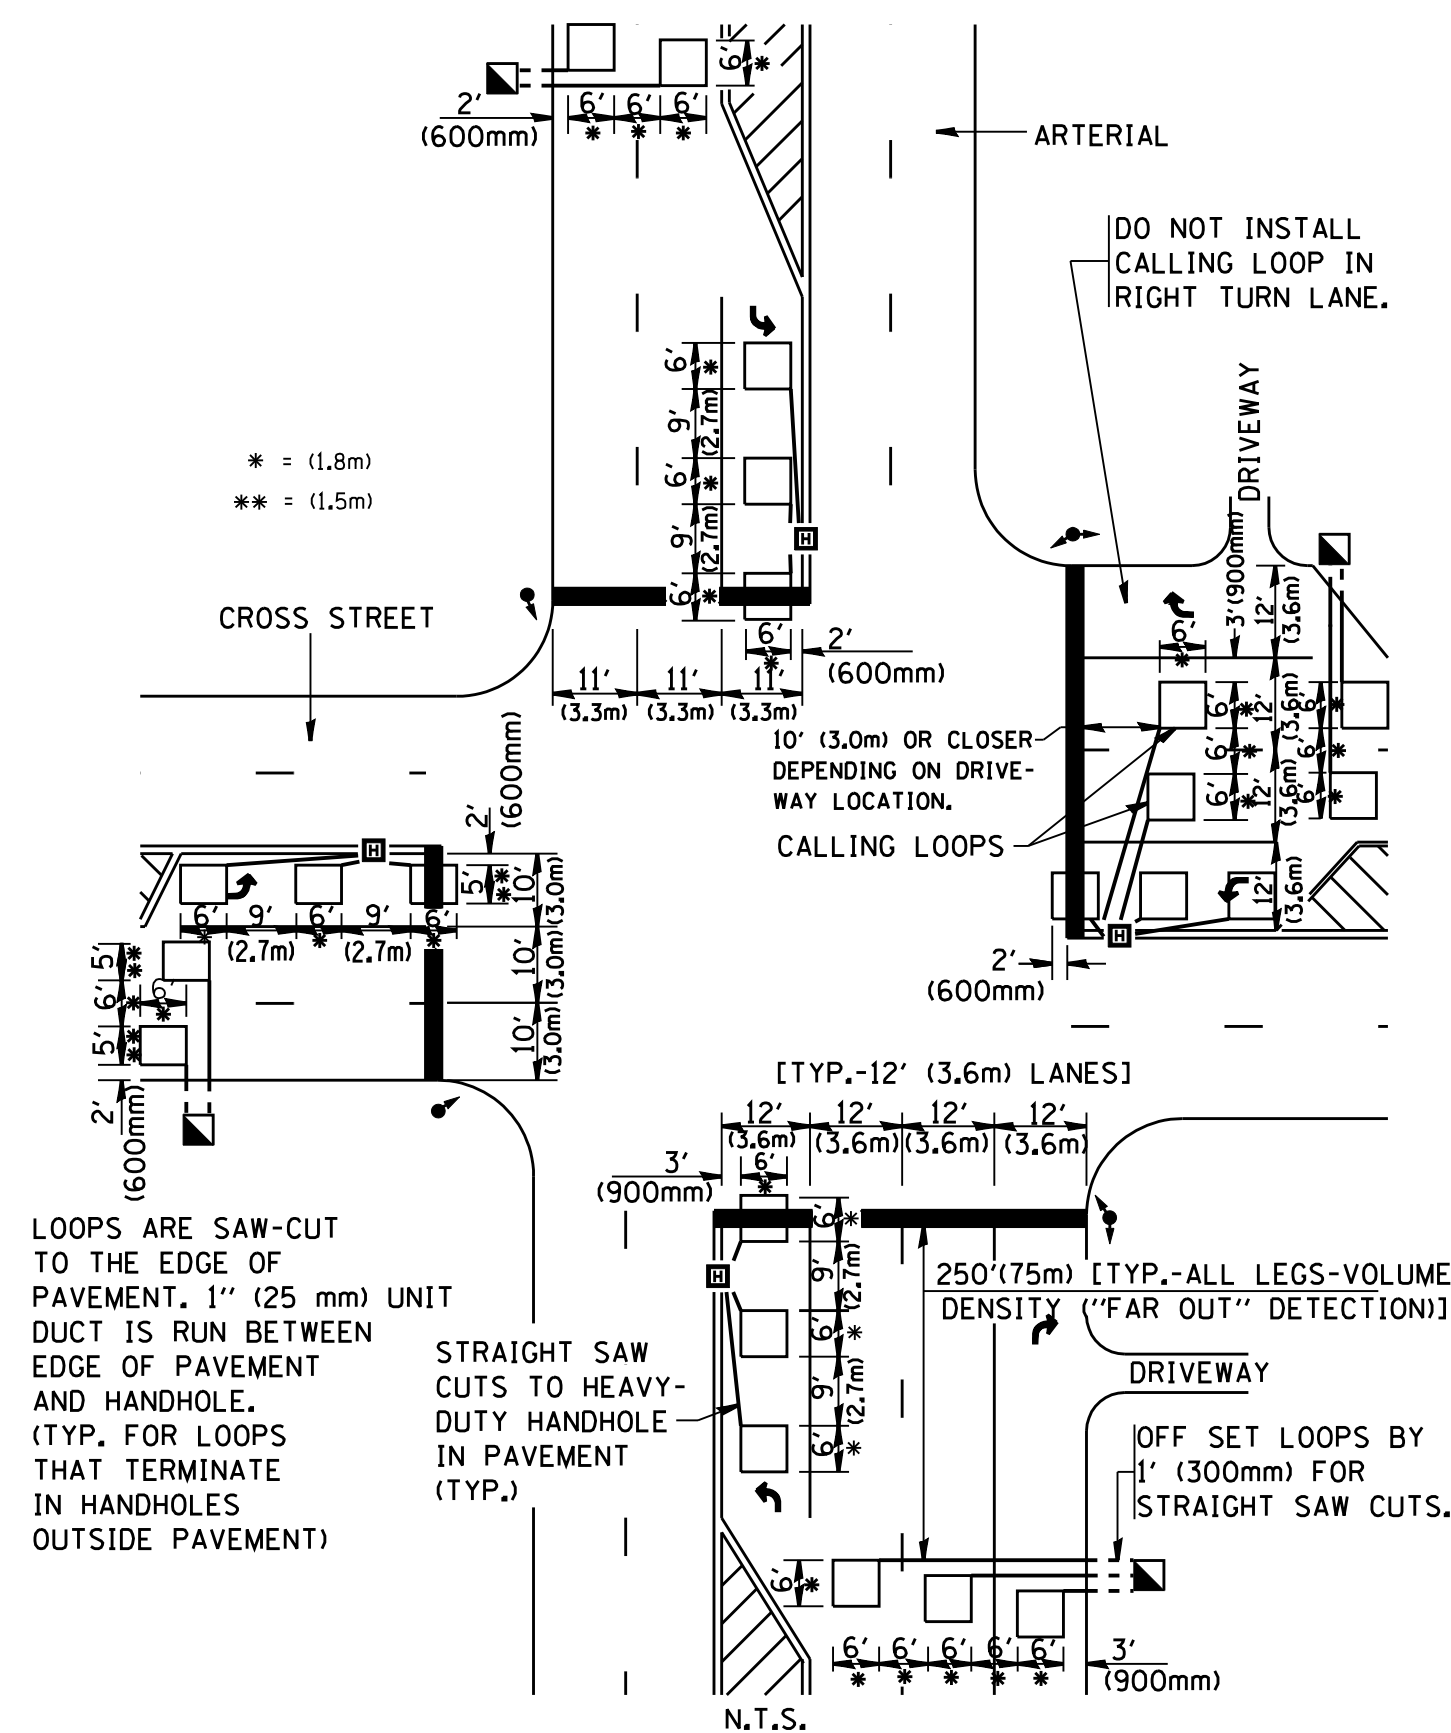 6'
*
2'
(600mm)
6' 6' 6'
* * *
ARTERIAL
DO NOT INSTALL
CALLING LOOP IN
RIGHT TURN LANE.
DRIVEWAY
* = (1.8m)
** = (1.5m)
6' *
9' (2.7m)
6' *
9' (2.7m)
6' *
H
6'
*
2'
(600mm)
11' 11' 11'
(3.3m) (3.3m) (3.3m)
CROSS STREET
3' (900mm)
12' (3.6m)
6'
*
6' * 12' (3.6m) 6' *
6' * 6' *
6' * 12' (3.6m) 6' *
12' (3.6m)
10' (3.0m) OR CLOSER
DEPENDING ON DRIVE-
WAY LOCATION.
CALLING LOOPS
H
2'
(600mm)
2' (600mm)
H
5' ** 10' (3.0m)
6' 9' 6' 9' 6'
* (2.7m) * (2.7m) *
10' (3.0m)
10' (3.0m)
5' **
6' *
6'
*
5' **
2' (600mm)
[TYP.-12' (3.6m) LANES]
12' 12' 12' 12'
(3.6m) (3.6m) (3.6m) (3.6m)
3'
(900mm)
6'
*
6' *
9' (2.7m)
6' *
9' (2.7m)
6' *
H
250'(75m) [TYP.-ALL LEGS-VOLUME
DENSITY ("FAR OUT" DETECTION)]
DRIVEWAY
LOOPS ARE SAW-CUT
TO THE EDGE OF
PAVEMENT. 1" (25 mm) UNIT
DUCT IS RUN BETWEEN
EDGE OF PAVEMENT
AND HANDHOLE.
(TYP. FOR LOOPS
THAT TERMINATE
IN HANDHOLES
OUTSIDE PAVEMENT)
STRAIGHT SAW
CUTS TO HEAVY-
DUTY HANDHOLE
IN PAVEMENT
(TYP.)
OFF SET LOOPS BY
1' (300mm) FOR
STRAIGHT SAW CUTS.
6' *
6' 6' 6' 6' 6'
* * * * *
3'
(900mm)
N.T.S.